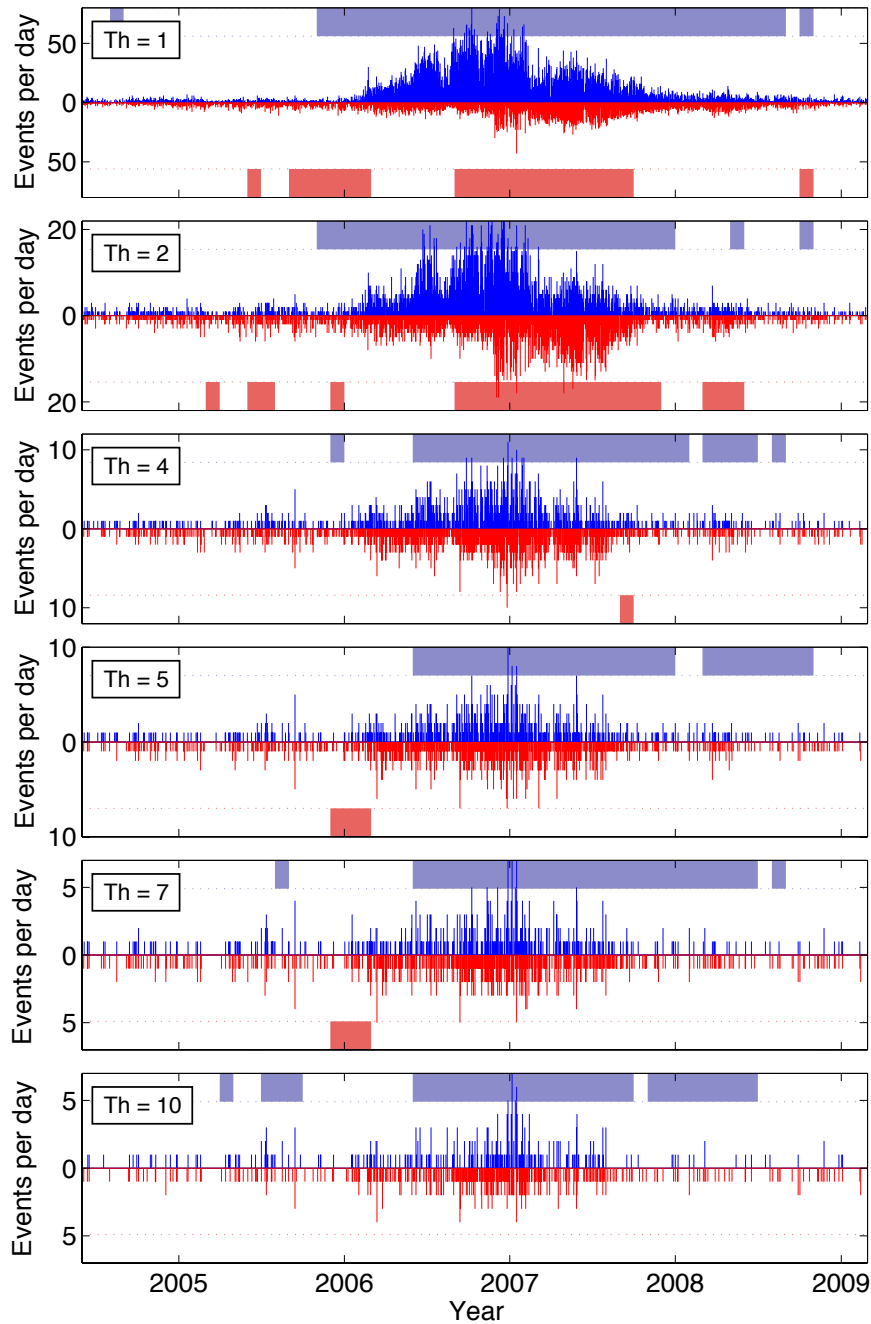 Events per day
50
0
50
Th = 1
Events per day
20
0
20
Th = 2
Events per day
10
0
10
Th = 4
Events per day
10
0
10
Th = 5
Events per day
5
0
5
Th = 7
Events per day
5
0
5
Th = 10
2005 2006 2007 2008 2009
Year